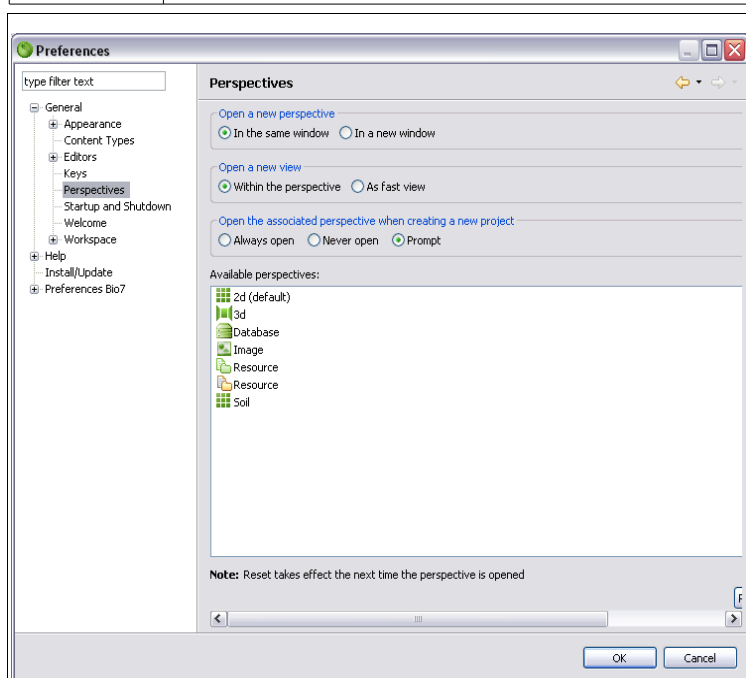 Preferences
type filter text
Perspectives
General
Appearance
Content Types
Editors
Keys
Perspectives
Startup and Shutdown
Welcome
Workspace
Help
Install/Update
Preferences Bio7
Open a new perspective
In the same window In a new window
Open a new view
Within the perspective As fast view
Open the associated perspective when creating a new project
Always open Never open Prompt
Available perspectives:
2d (default)
3d
Database
Image
Resource
Resource
Soil
Note: Reset takes effect the next time the perspective is opened
OK Cancel